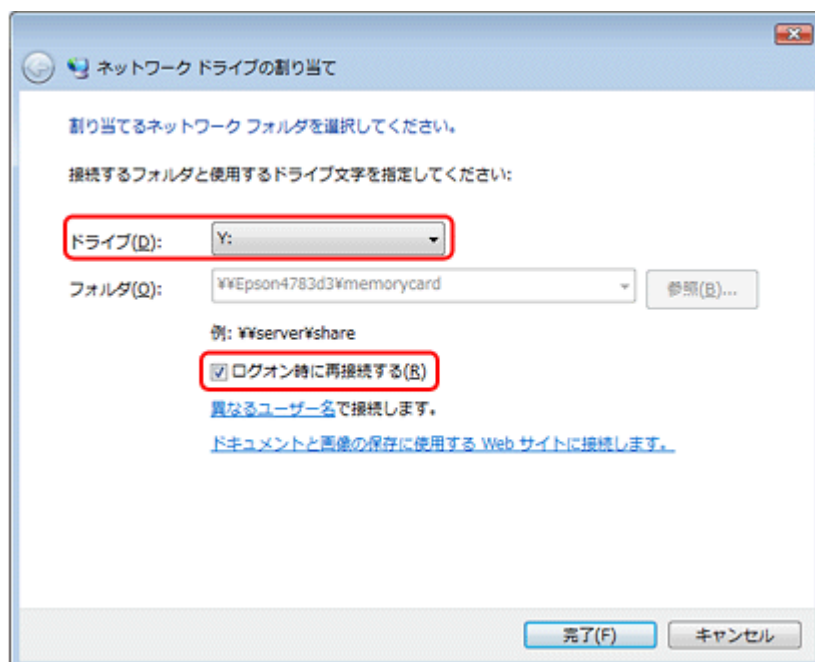 ネットワーク ドライブの割り当て
割り当てるネットワーク フォルダを選択してください。
接続するフォルダと使用するドライブ文字を指定してください:
ドライブ(D): Y:
フォルダ(O): ¥¥Epson4783d3¥memorycard 参照(B)...
例: ¥¥server¥share
ログオン時に再接続する(R)
異なるユーザー名で接続します。
ドキュメントと画像の保存に使用する Web サイトに接続します。
完了(F) キャンセル